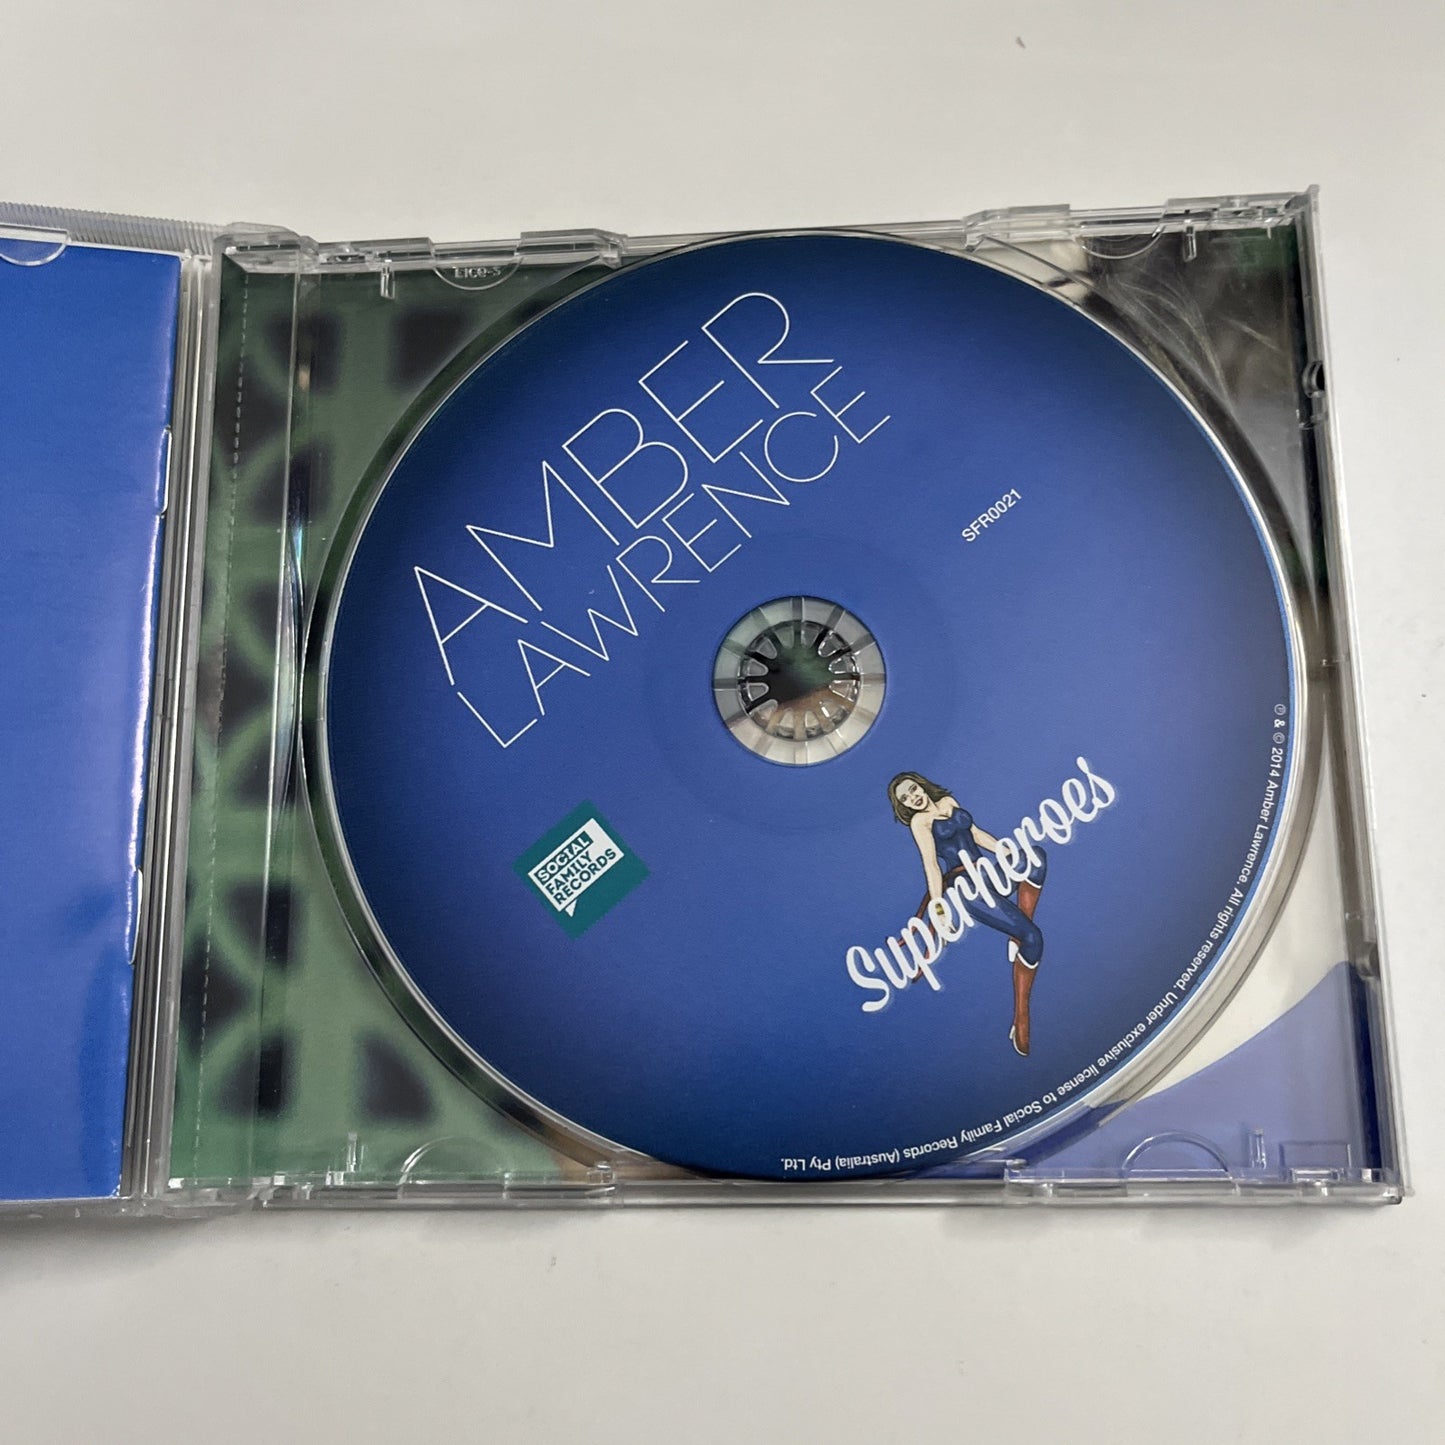 AMBER
LAWRENCE
SFR0021
SOCIAL
FAMILY
RECORDS
Superheroes
℗ & © 2014 Amber Lawrence. All rights reserved. Under exclusive license to Social Family Records (Australia) Pty Ltd.